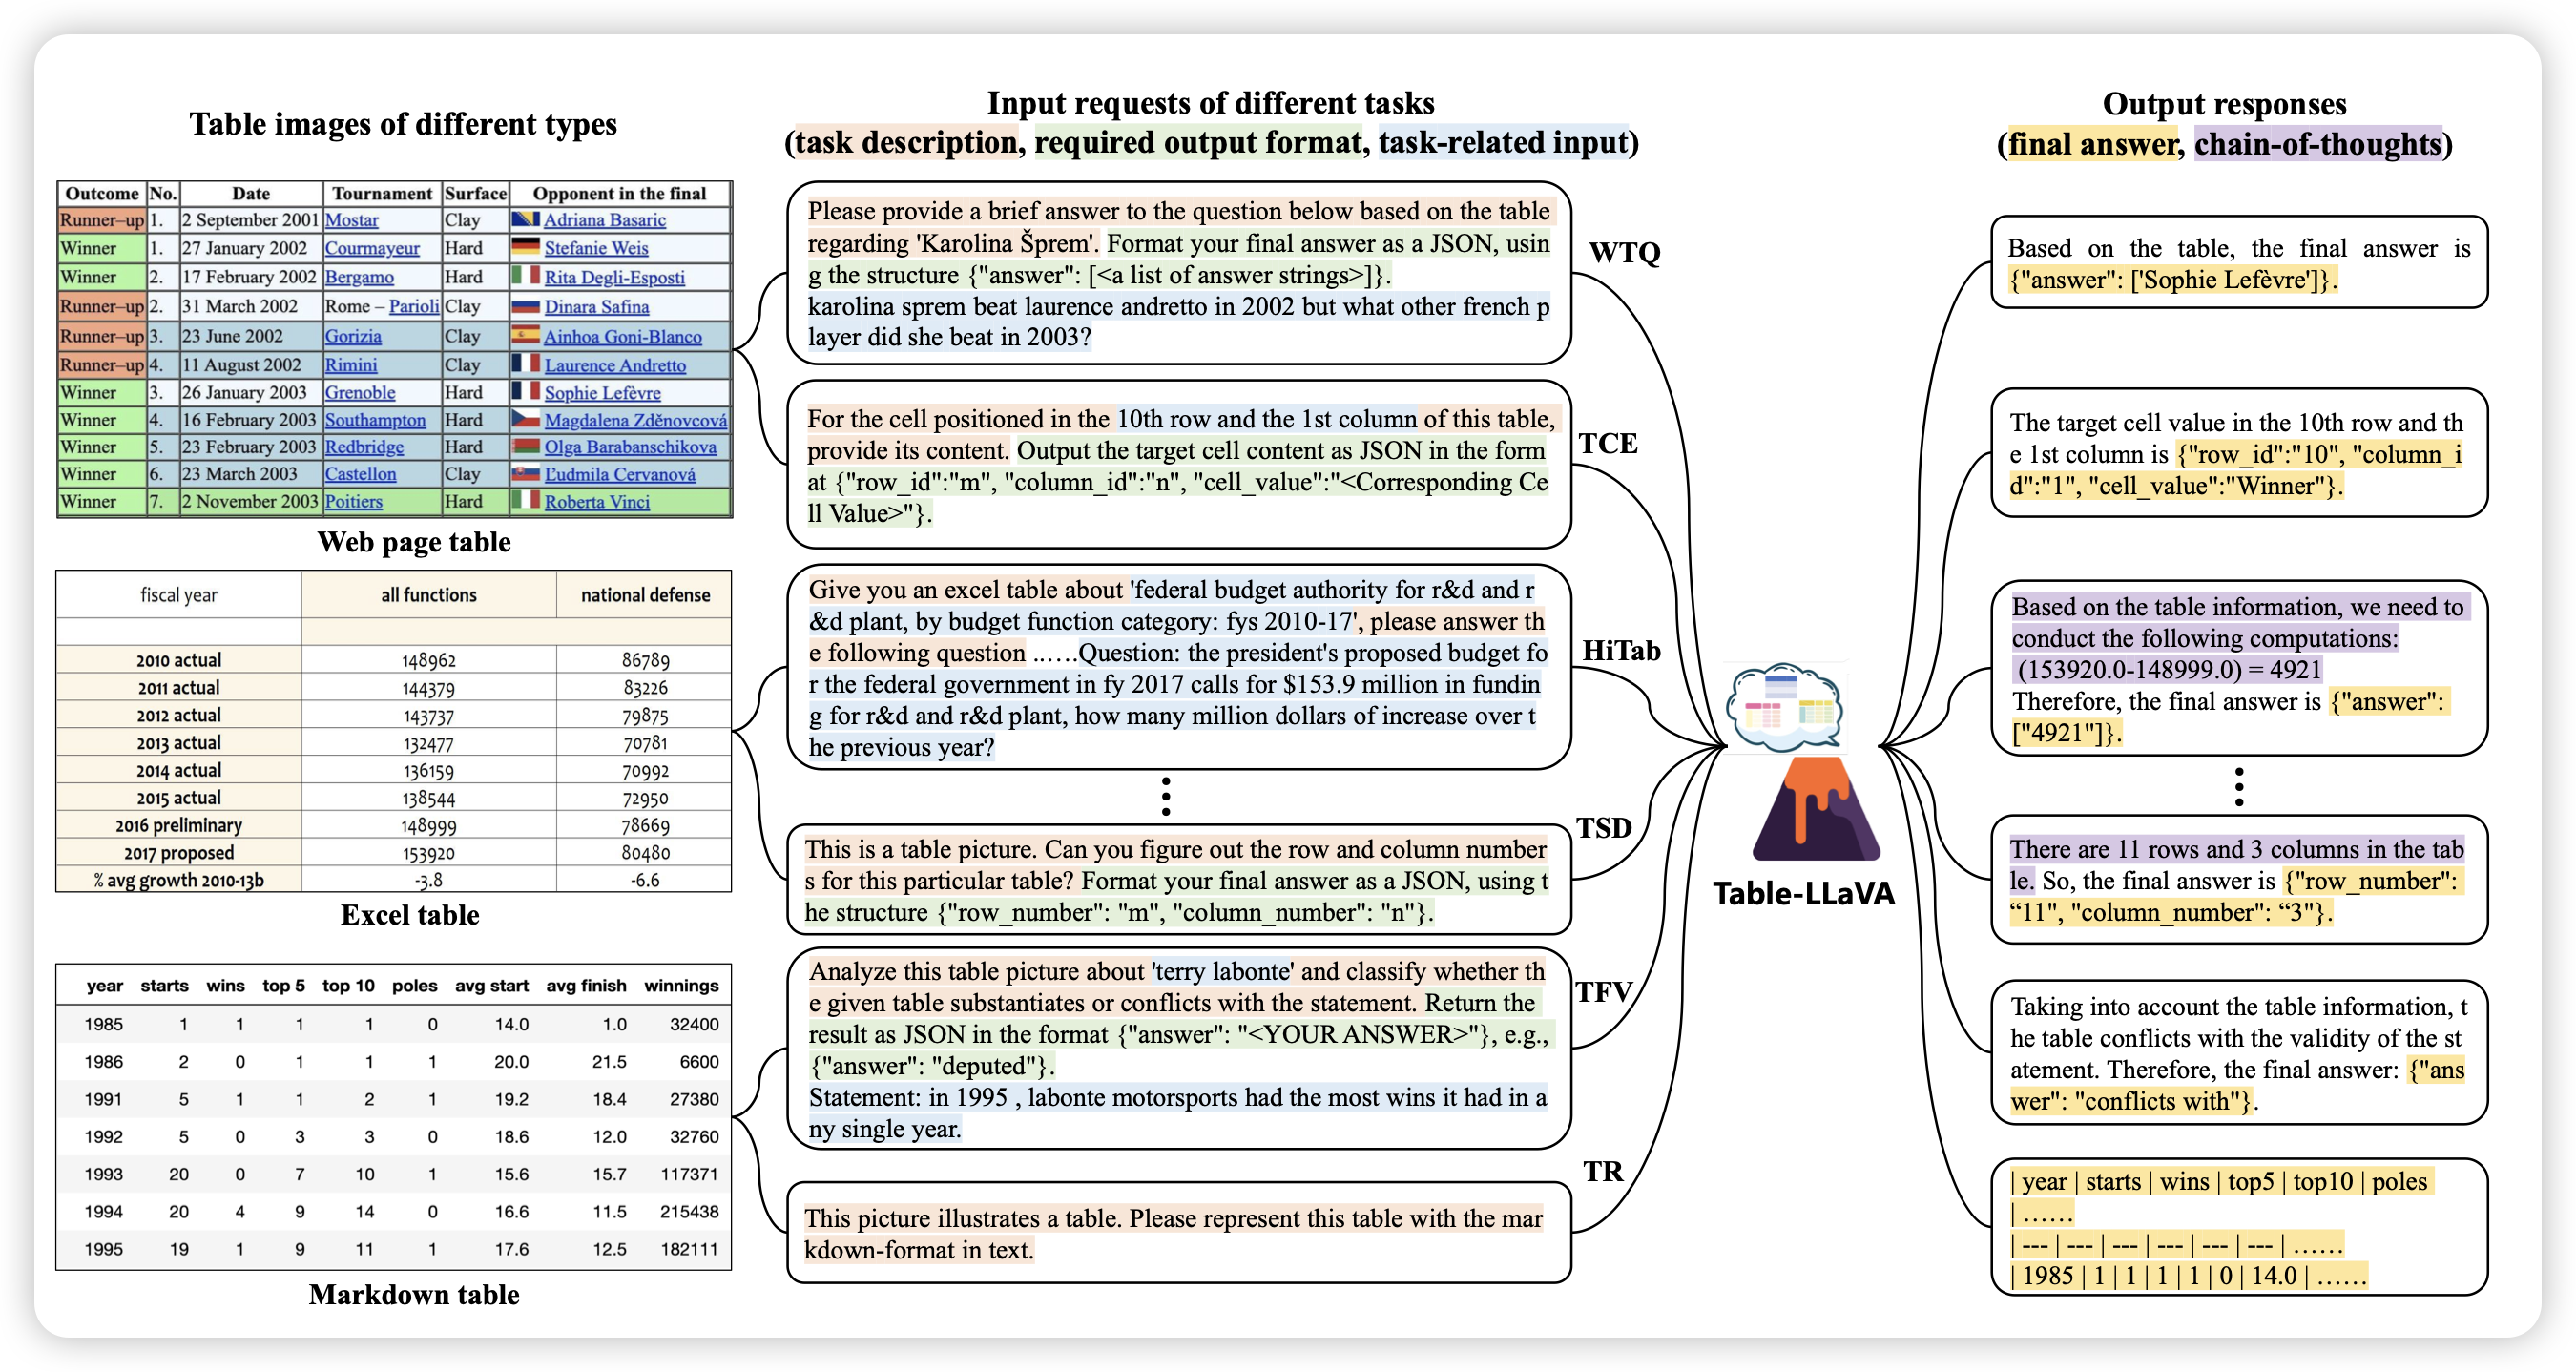 Table images of different types
Outcome No. Date Tournament Surface Opponent in the final
Runner–up 1. 2 September 2001 Mostar Clay Adriana Basaric
Winner 1. 27 January 2002 Courmayeur Hard Stefanie Weis
Winner 2. 17 February 2002 Bergamo Hard Rita Degli-Esposti
Runner–up 2. 31 March 2002 Rome – Parioli Clay Dinara Safina
Runner–up 3. 23 June 2002 Gorizia Clay Ainhoa Goni-Blanco
Runner–up 4. 11 August 2002 Rimini Clay Laurence Andretto
Winner 3. 26 January 2003 Grenoble Hard Sophie Lefèvre
Winner 4. 16 February 2003 Southampton Hard Magdalena Zděnovcová
Winner 5. 23 February 2003 Redbridge Hard Olga Barabanschikova
Winner 6. 23 March 2003 Castellon Clay Ľudmila Cervanová
Winner 7. 2 November 2003 Poitiers Hard Roberta Vinci
Web page table
fiscal year all functions national defense
2010 actual 148962 86789
2011 actual 144379 83226
2012 actual 143737 79875
2013 actual 132477 70781
2014 actual 136159 70992
2015 actual 138544 72950
2016 preliminary 148999 78669
2017 proposed 153920 80480
% avg growth 2010-13b -3.8 -6.6
Excel table
year starts wins top 5 top 10 poles avg start avg finish winnings
1985 1 1 1 1 0 14.0 1.0 32400
1986 2 0 1 1 1 20.0 21.5 6600
1991 5 1 1 2 1 19.2 18.4 27380
1992 5 0 3 3 0 18.6 12.0 32760
1993 20 0 7 10 1 15.6 15.7 117371
1994 20 4 9 14 0 16.6 11.5 215438
1995 19 1 9 11 1 17.6 12.5 182111
Markdown table
Input requests of different tasks
(task description, required output format, task-related input)
Please provide a brief answer to the question below based on the table
regarding 'Karolina Šprem'. Format your final answer as a JSON, usin
g the structure {"answer": [<a list of answer strings>]}.
karolina sprem beat laurence andretto in 2002 but what other french p
layer did she beat in 2003?
WTQ
For the cell positioned in the 10th row and the 1st column of this table,
provide its content. Output the target cell content as JSON in the form
at {"row_id":"m", "column_id":"n", "cell_value":"<Corresponding Ce
ll Value>"}.
TCE
Give you an excel table about 'federal budget authority for r&d and r
&d plant, by budget function category: fys 2010-17', please answer th
e following question ……Question: the president's proposed budget fo
r the federal government in fy 2017 calls for $153.9 million in fundin
g for r&d and r&d plant, how many million dollars of increase over t
he previous year?
HiTab
This is a table picture. Can you figure out the row and column number
s for this particular table? Format your final answer as a JSON, using t
he structure {"row_number": "m", "column_number": "n"}.
TSD
Analyze this table picture about 'terry labonte' and classify whether th
e given table substantiates or conflicts with the statement. Return the
result as JSON in the format {"answer": "<YOUR ANSWER>"}, e.g.,
{"answer": "deputed"}.
Statement: in 1995 , labonte motorsports had the most wins it had in a
ny single year.
TFV
This picture illustrates a table. Please represent this table with the mar
kdown-format in text.
TR
Table-LLaVA
Output responses
(final answer, chain-of-thoughts)
Based on the table, the final answer is
{"answer": ['Sophie Lefèvre']}.
The target cell value in the 10th row and th
e 1st column is {"row_id":"10", "column_i
d":"1", "cell_value":"Winner"}.
Based on the table information, we need to
conduct the following computations:
(153920.0-148999.0) = 4921
Therefore, the final answer is {"answer":
["4921"]}.
There are 11 rows and 3 columns in the tab
le. So, the final answer is {"row_number":
“11", "column_number": “3"}.
Taking into account the table information, t
he table conflicts with the validity of the st
atement. Therefore, the final answer: {"ans
wer": "conflicts with"}.
| year | starts | wins | top5 | top10 | poles
| ……
| --- | --- | --- | --- | --- | --- | ……
| 1985 | 1 | 1 | 1 | 1 | 0 | 14.0 | ……